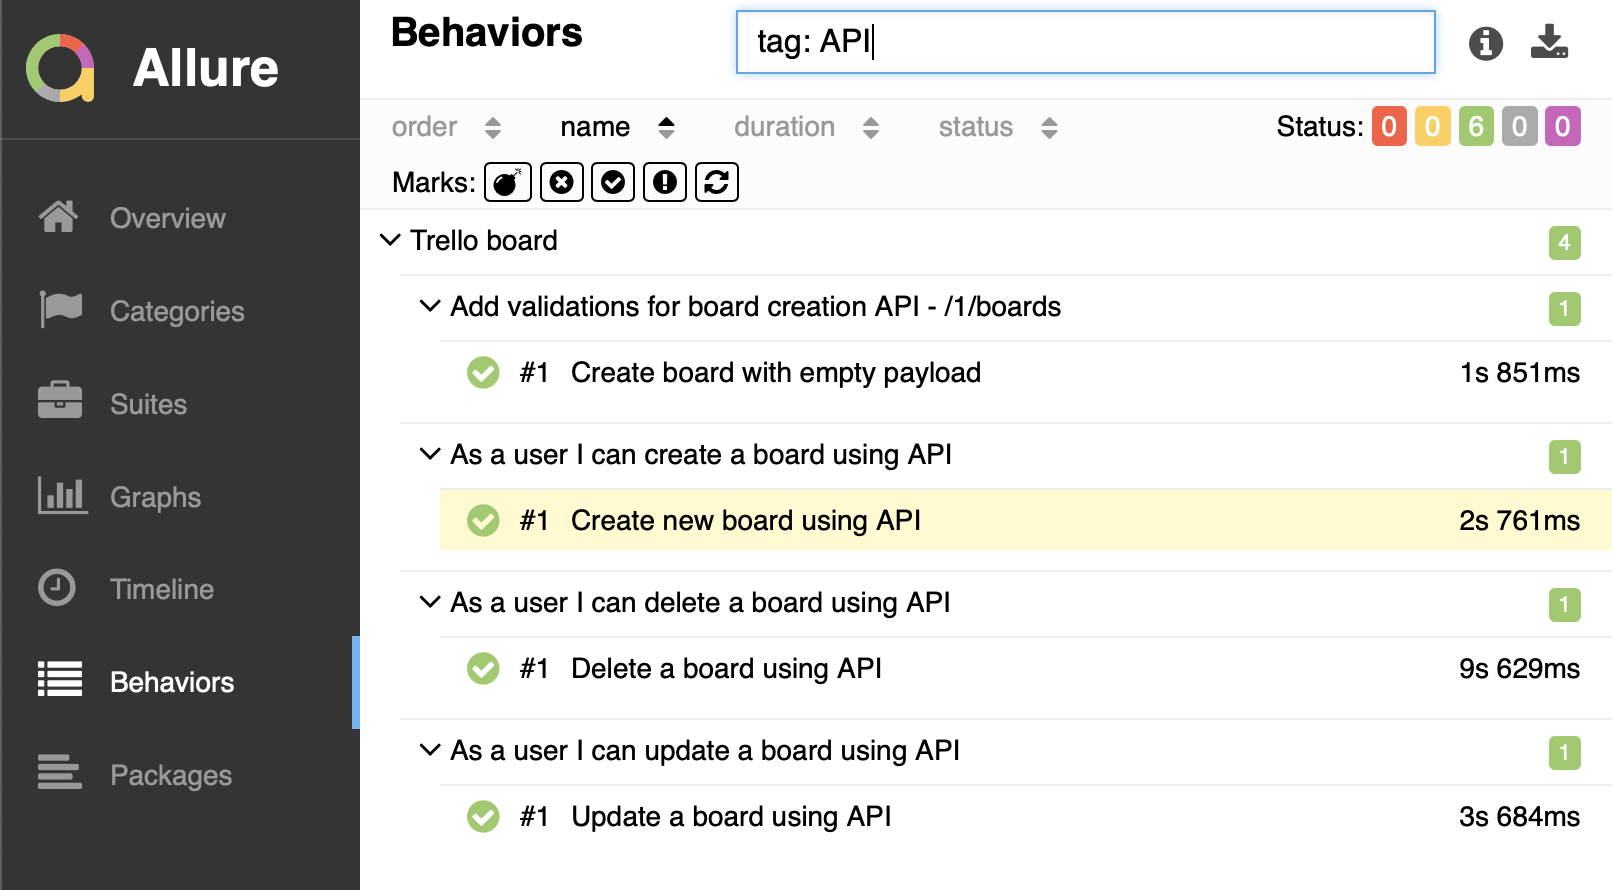 Allure
Overview
Categories
Suites
Graphs
Timeline
Behaviors
Packages
Behaviors
tag: API
order name duration status Status: 0 0 6 0 0
Marks:
Trello board 4
Add validations for board creation API - /1/boards 1
#1 Create board with empty payload 1s 851ms
As a user I can create a board using API 1
#1 Create new board using API 2s 761ms
As a user I can delete a board using API 1
#1 Delete a board using API 9s 629ms
As a user I can update a board using API 1
#1 Update a board using API 3s 684ms